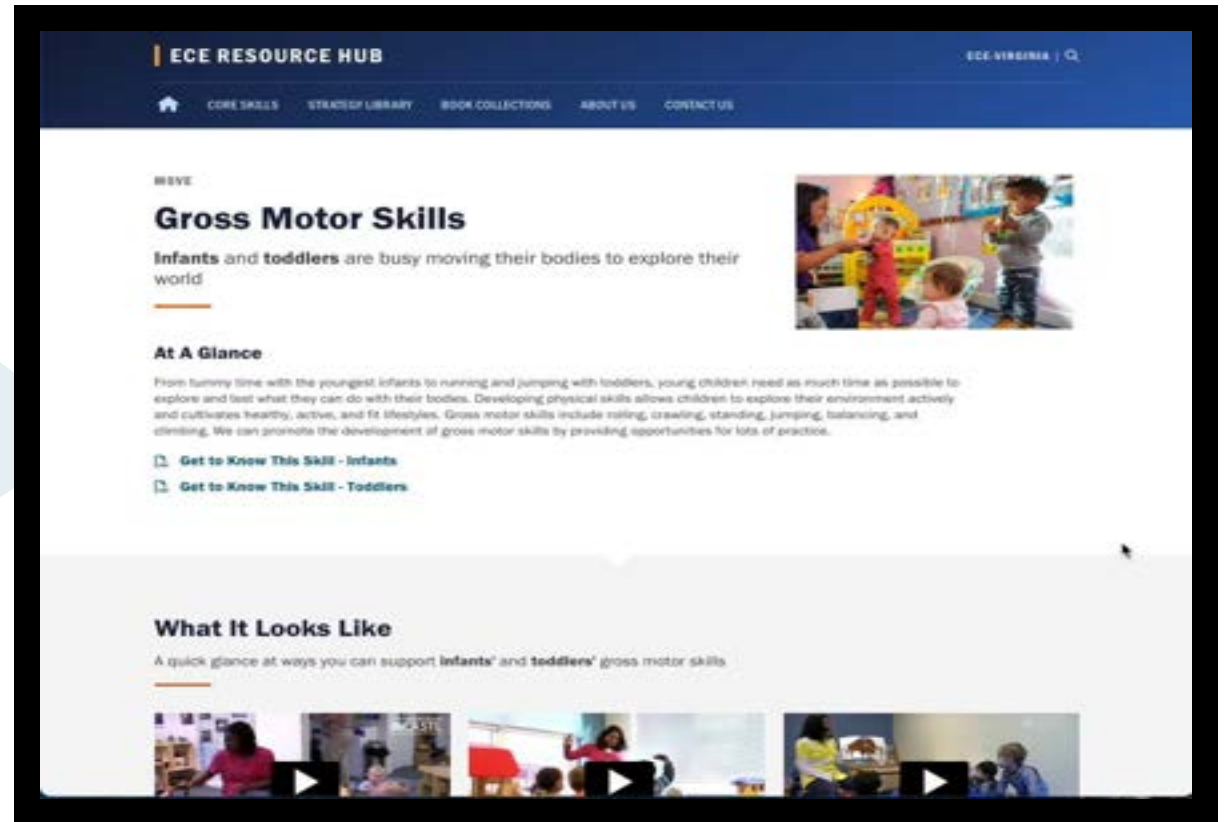 ECE RESOURCE HUB
ECE-VIRGINIA |
CORE SKILLS STRATEGY LIBRARY BOOK COLLECTIONS ABOUT US CONTACT US
MOVE
Gross Motor Skills
Infants and toddlers are busy moving their bodies to explore their
world
At A Glance
From tummy time with the youngest infants to running and jumping with toddlers, young children need as much time as possible to
explore and test what they can do with their bodies. Developing physical skills allows children to explore their environment actively
and cultivates healthy, active, and fit lifestyles. Gross motor skills include rolling, crawling, standing, jumping, balancing, and
climbing. We can promote the development of gross motor skills by providing opportunities for lots of practice.
Get to Know This Skill - Infants
Get to Know This Skill - Toddlers
What It Looks Like
A quick glance at ways you can support infants' and toddlers' gross motor skills